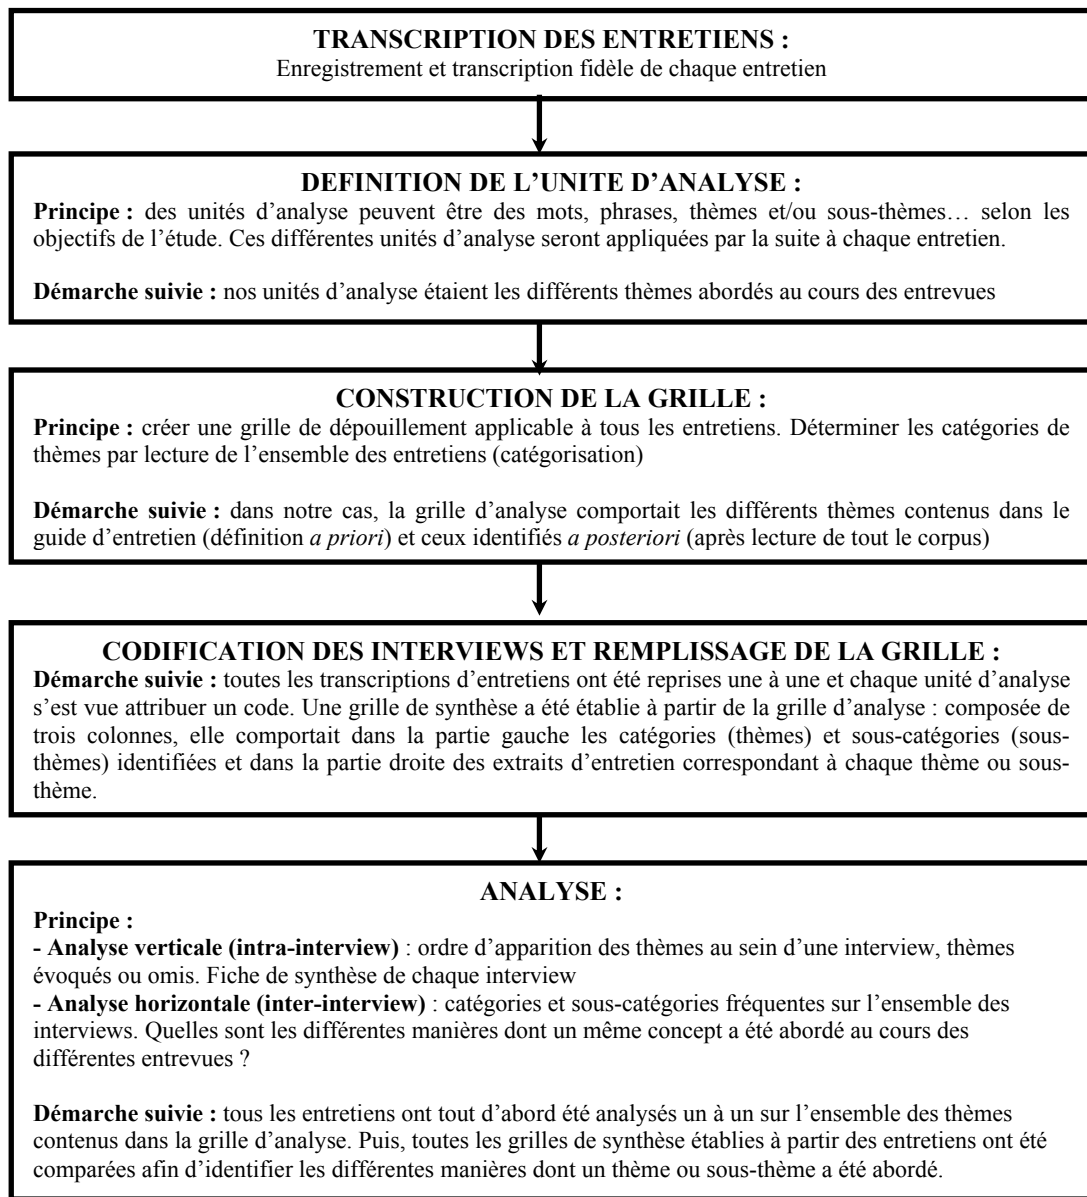 TRANSCRIPTION DES ENTRETIENS :
Enregistrement et transcription fidèle de chaque entretien
DEFINITION DE L’UNITE D’ANALYSE :
Principe : des unités d’analyse peuvent être des mots, phrases, thèmes et/ou sous-thèmes… selon les
objectifs de l’étude. Ces différentes unités d’analyse seront appliquées par la suite à chaque entretien.
Démarche suivie : nos unités d’analyse étaient les différents thèmes abordés au cours des entrevues
CONSTRUCTION DE LA GRILLE :
Principe : créer une grille de dépouillement applicable à tous les entretiens. Déterminer les catégories de
thèmes par lecture de l’ensemble des entretiens (catégorisation)
Démarche suivie : dans notre cas, la grille d’analyse comportait les différents thèmes contenus dans le
guide d’entretien (définition a priori) et ceux identifiés a posteriori (après lecture de tout le corpus)
CODIFICATION DES INTERVIEWS ET REMPLISSAGE DE LA GRILLE :
Démarche suivie : toutes les transcriptions d’entretiens ont été reprises une à une et chaque unité d’analyse
s’est vue attribuer un code. Une grille de synthèse a été établie à partir de la grille d’analyse : composée de
trois colonnes, elle comportait dans la partie gauche les catégories (thèmes) et sous-catégories (sous-
thèmes) identifiées et dans la partie droite des extraits d’entretien correspondant à chaque thème ou sous-
thème.
ANALYSE :
Principe :
- Analyse verticale (intra-interview) : ordre d’apparition des thèmes au sein d’une interview, thèmes
évoqués ou omis. Fiche de synthèse de chaque interview
- Analyse horizontale (inter-interview) : catégories et sous-catégories fréquentes sur l’ensemble des
interviews. Quelles sont les différentes manières dont un même concept a été abordé au cours des
différentes entrevues ?
Démarche suivie : tous les entretiens ont tout d’abord été analysés un à un sur l’ensemble des thèmes
contenus dans la grille d’analyse. Puis, toutes les grilles de synthèse établies à partir des entretiens ont été
comparées afin d’identifier les différentes manières dont un thème ou sous-thème a été abordé.